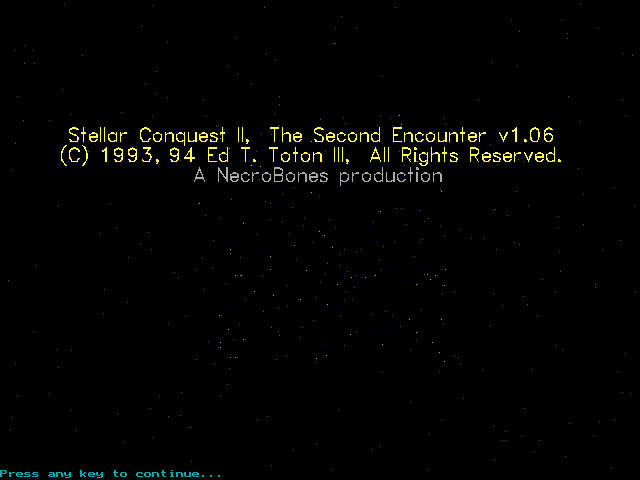 Stellar Conquest II, The Second Encounter v1.06
(C) 1993, 94 Ed T. Toton III, All Rights Reserved.
A NecroBones production
Press any key to continue...